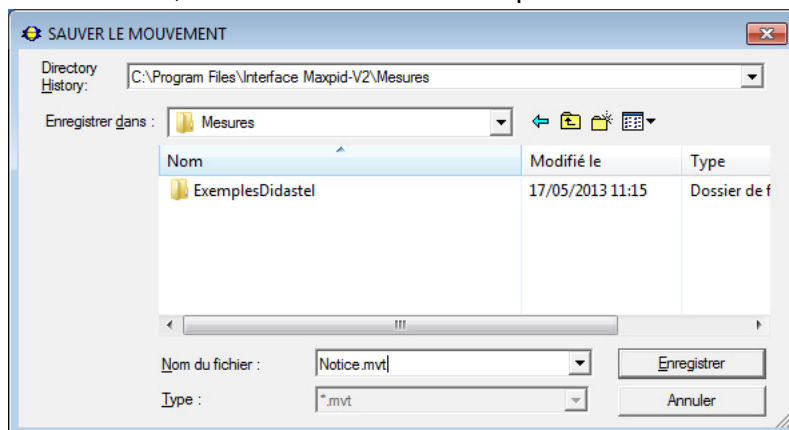 SAUVER LE MOUVEMENT
Directory History: C:\Program Files\Interface Maxpid-V2\Mesures
Enregistrer dans : Mesures
Nom Modifié le Type
ExemplesDidastel 17/05/2013 11:15 Dossier de f
Nom du fichier : Notice.mvt Enregistrer
Type : *.mvt Annuler